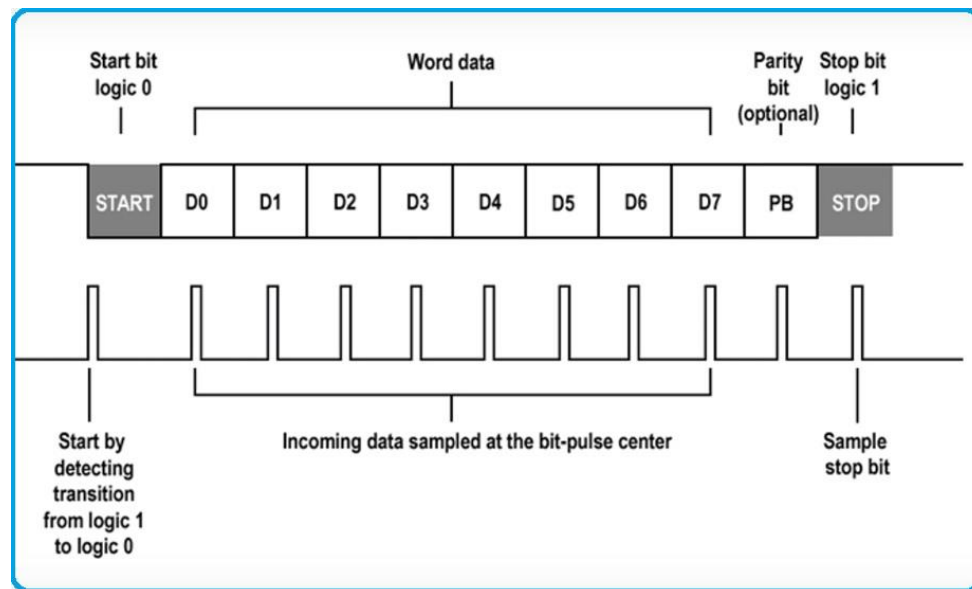 Start bit
logic 0
Word data
Parity
bit
(optional)
Stop bit
logic 1
START D0 D1 D2 D3 D4 D5 D6 D7 PB STOP
Start by
detecting
transition
from logic 1
to logic 0
Incoming data sampled at the bit-pulse center
Sample
stop bit